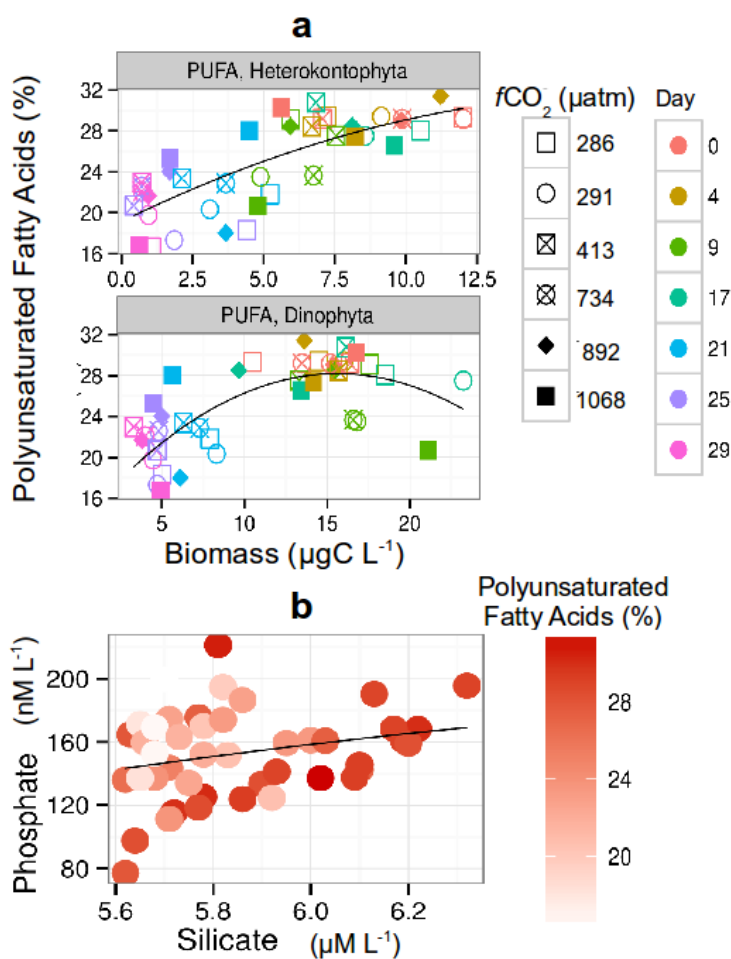 a
PUFA, Heterokontophyta
32
28
24
20
16
0.0 2.5 5.0 7.5 10.0 12.5
PUFA, Dinophyta
32
28
24
20
16
5 10 15 20
Polyunsaturated Fatty Acids (%)
Biomass (µgC L-1)
fCO2 (µatm)
286
291
413
734
892
1068
Day
0
4
9
17
21
25
29
b
Polyunsaturated
Fatty Acids (%)
28
24
20
200
160
120
80
Phosphate (nM L-1)
5.6 5.8 6.0 6.2
Silicate (µM L-1)